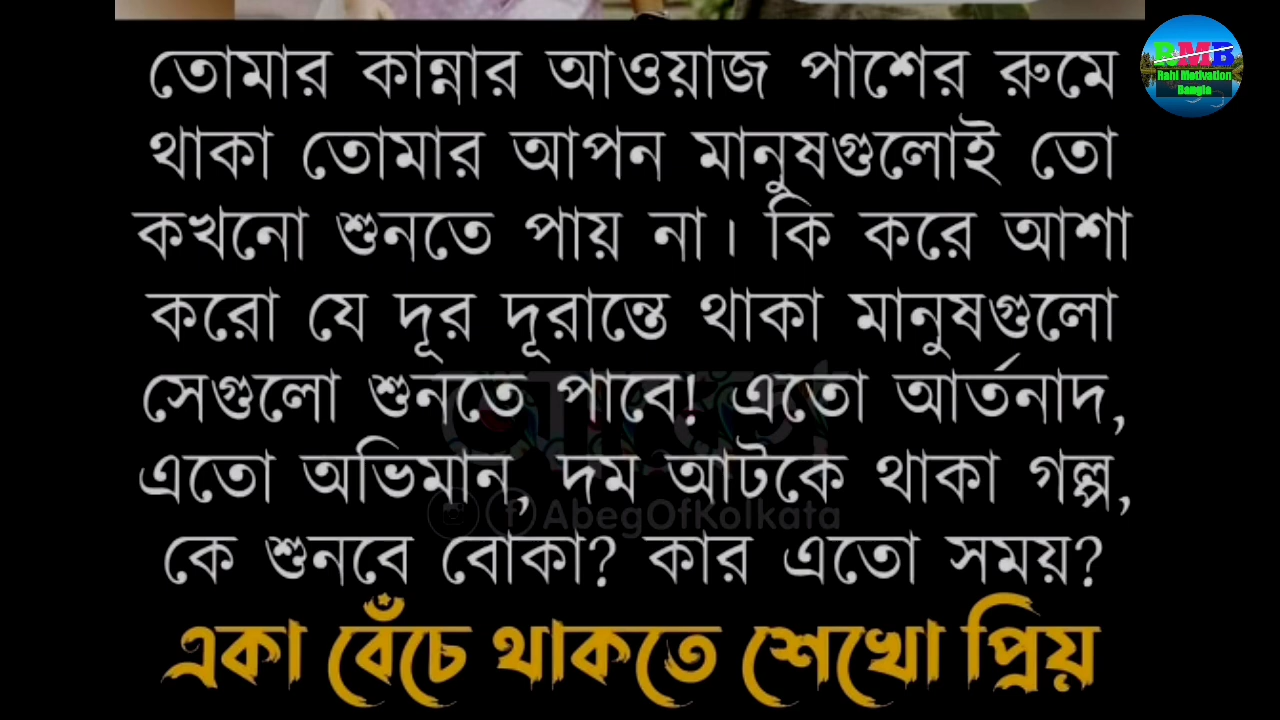 RMB
Rahi Motivation
Bangla
তোমার কান্নার আওয়াজ পাশের রুমে
থাকা তোমার আপন মানুষগুলোই তো
কখনো শুনতে পায় না। কি করে আশা
করো যে দূর দূরান্তে থাকা মানুষগুলো
সেগুলো শুনতে পাবে! এতো আর্তনাদ,
এতো অভিমান, দম আটকে থাকা গল্প,
AbegOfKolkata
কে শুনবে বোকা? কার এতো সময়?
একা বেঁচে থাকতে শেখো প্রিয়